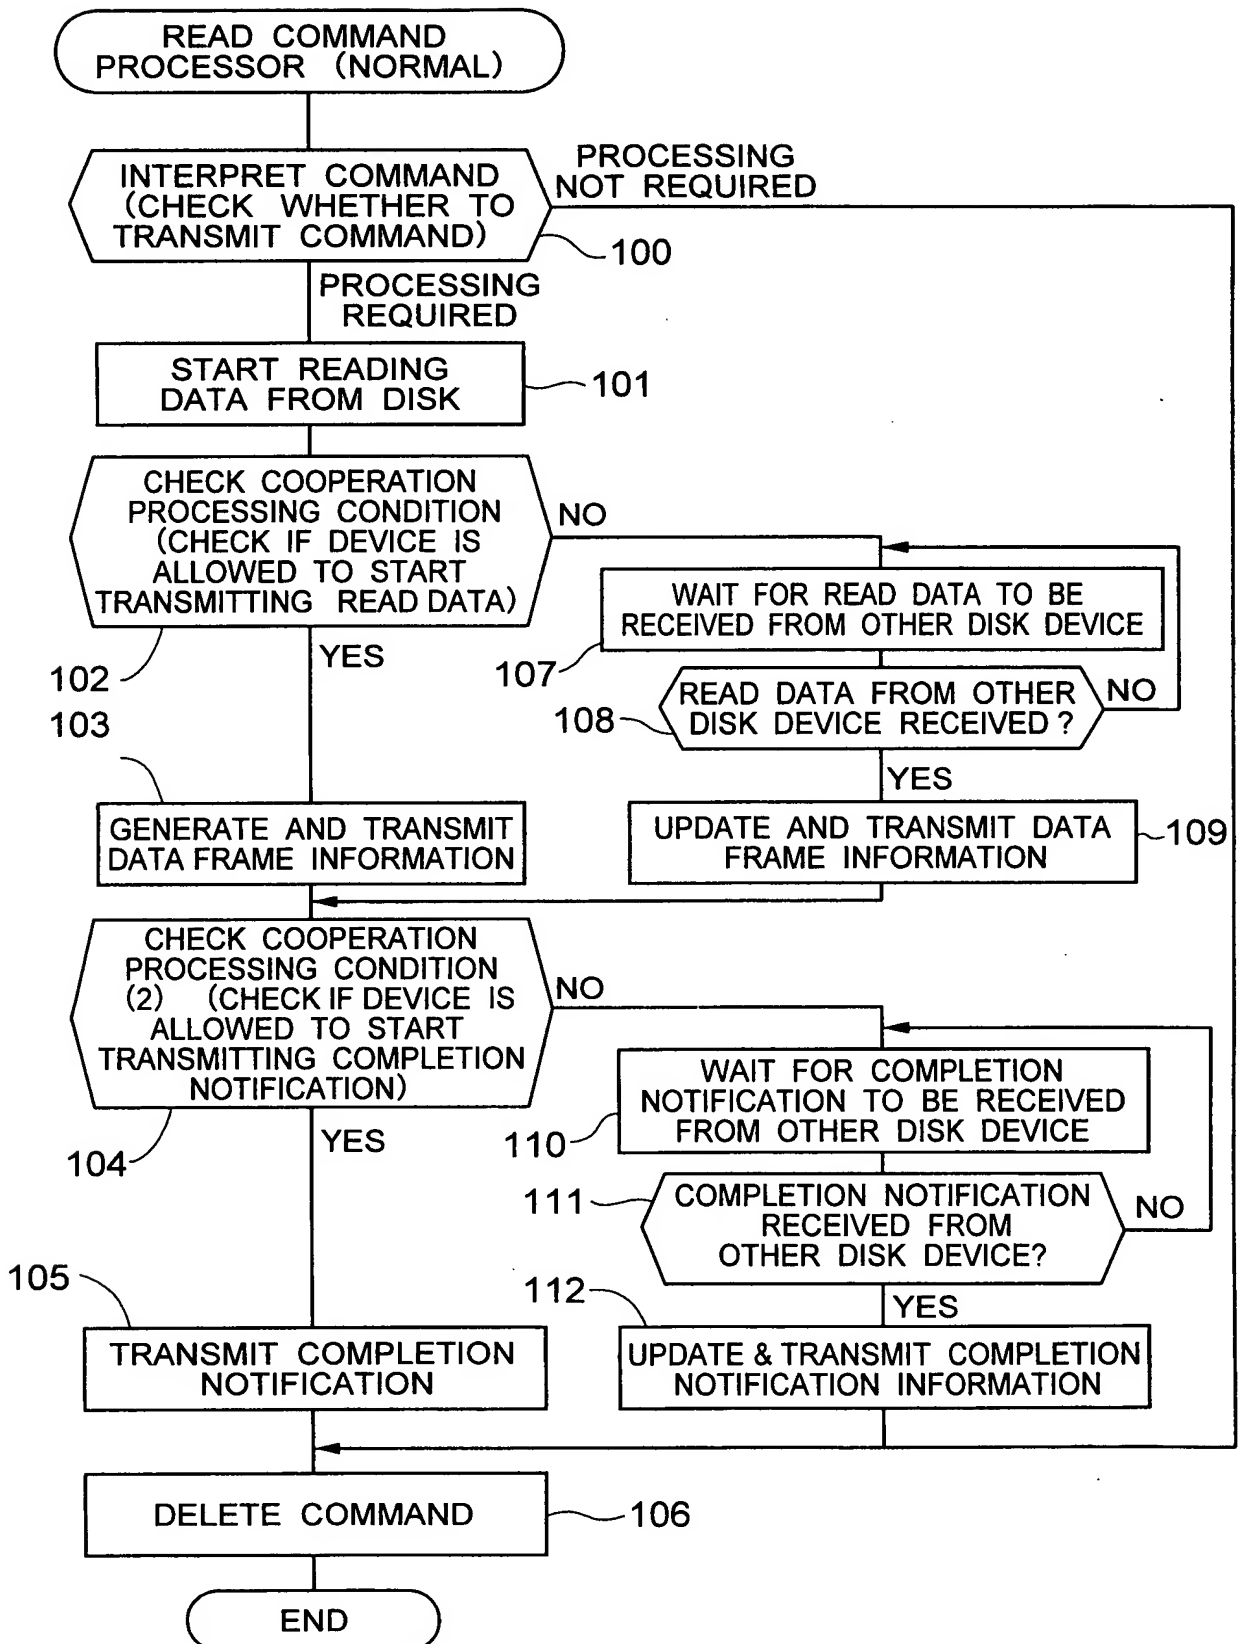 READ COMMAND
PROCESSOR (NORMAL)
INTERPRET COMMAND
(CHECK WHETHER TO
TRANSMIT COMMAND)
100
PROCESSING
NOT REQUIRED
PROCESSING
REQUIRED
START READING
DATA FROM DISK
101
CHECK COOPERATION
PROCESSING CONDITION
(CHECK IF DEVICE IS
ALLOWED TO START
TRANSMITTING READ DATA)
102
NO
YES
WAIT FOR READ DATA TO BE
RECEIVED FROM OTHER DISK DEVICE
107
READ DATA FROM OTHER
DISK DEVICE RECEIVED ?
108
NO
YES
103
GENERATE AND TRANSMIT
DATA FRAME INFORMATION
UPDATE AND TRANSMIT DATA
FRAME INFORMATION
109
CHECK COOPERATION
PROCESSING CONDITION
(2) (CHECK IF DEVICE IS
ALLOWED TO START
TRANSMITTING COMPLETION
NOTIFICATION)
104
NO
YES
WAIT FOR COMPLETION
NOTIFICATION TO BE RECEIVED
FROM OTHER DISK DEVICE
110
111
COMPLETION NOTIFICATION
RECEIVED FROM
OTHER DISK DEVICE?
NO
YES
105
TRANSMIT COMPLETION
NOTIFICATION
112
UPDATE & TRANSMIT COMPLETION
NOTIFICATION INFORMATION
DELETE COMMAND
106
END